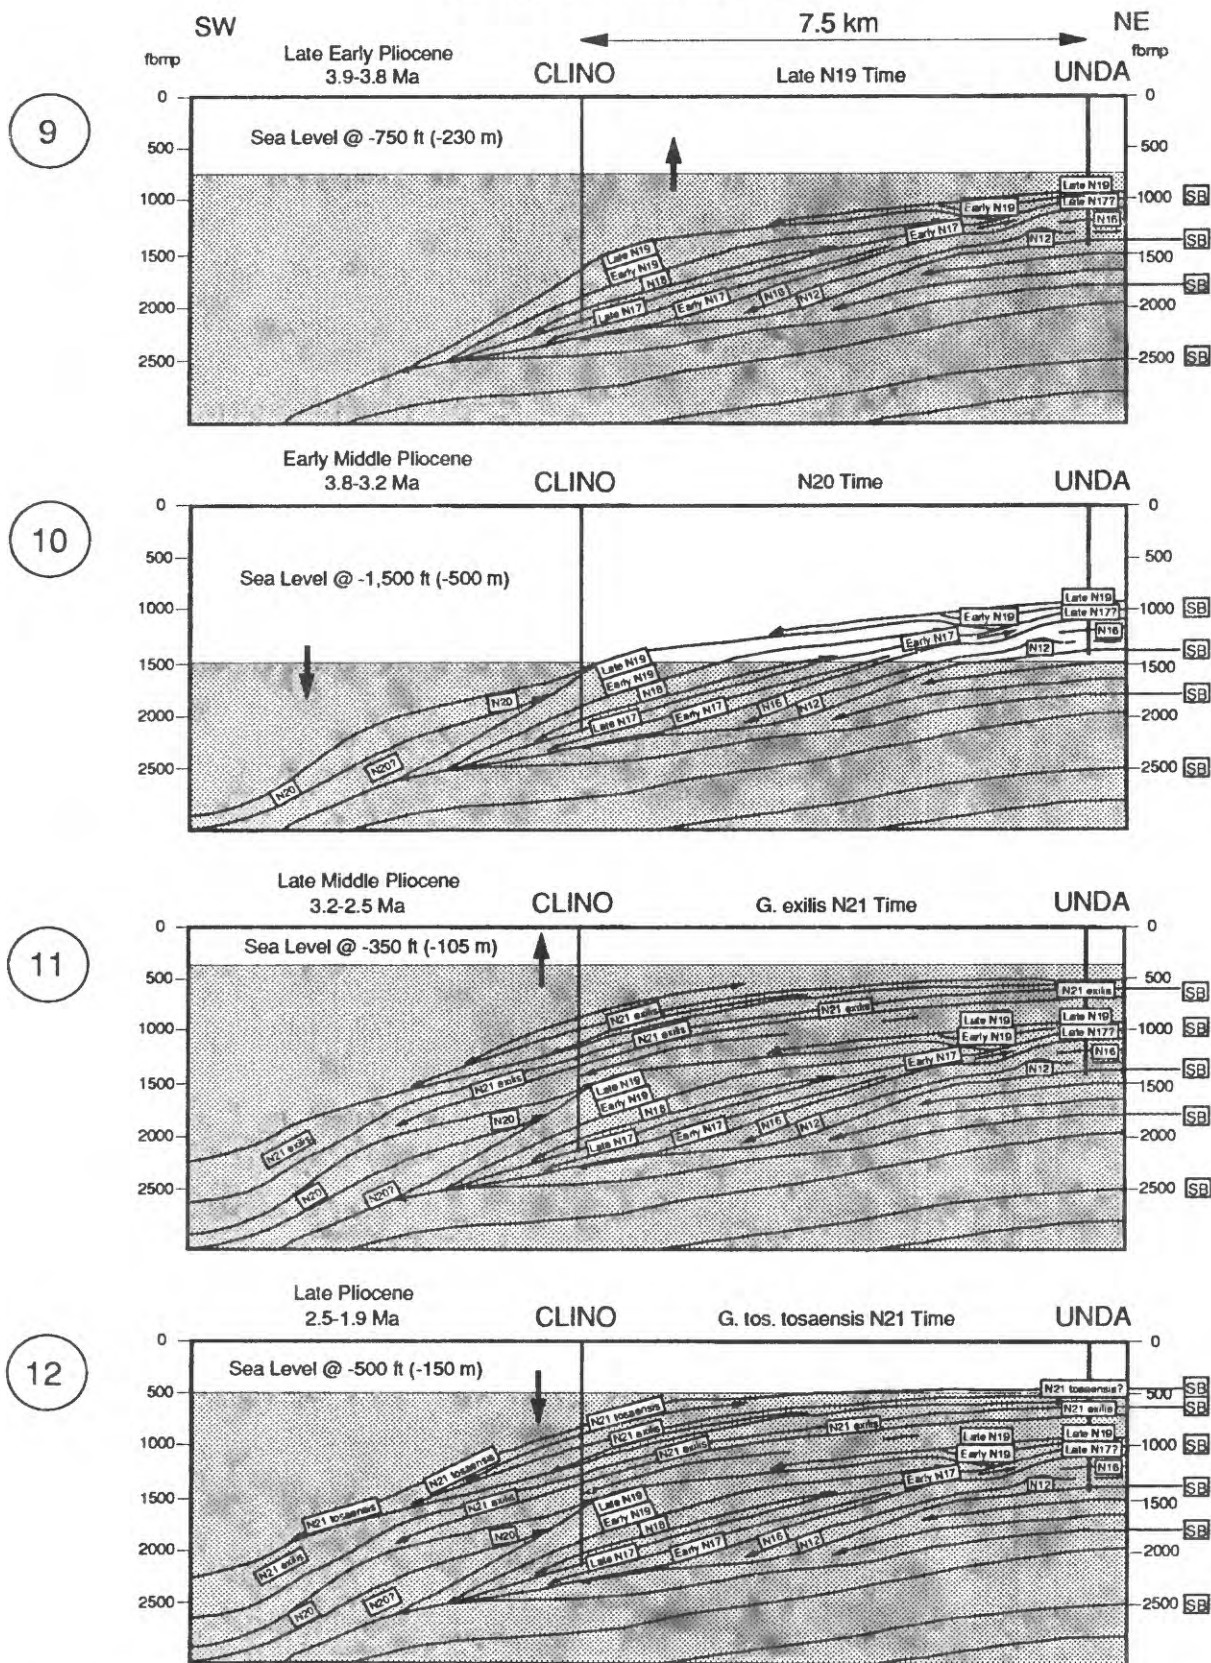 SW
7.5 km
NE
fbmp
Late Early Pliocene
3.9-3.8 Ma
CLINO
Late N19 Time
UNDA
fbmp
9
0
500
1000
1500
2000
2500
Sea Level @ -750 ft (-230 m)
Late N19
Early N19
N18
Late N17
Early N17
N16
N12
Early N19
Early N17
N12
Late N19
Late N17?
N16
0
500
1000
1500
2000
2500
SB
SB
SB
SB
Early Middle Pliocene
3.8-3.2 Ma
CLINO
N20 Time
UNDA
10
0
500
1000
1500
2000
2500
Sea Level @ -1,500 ft (-500 m)
N20
N20?
N20
Late N19
Early N19
N18
Late N17
Early N17
N16
N12
Early N19
Early N17
N12
Late N19
Late N17?
N16
0
500
1000
1500
2000
2500
SB
SB
SB
SB
Late Middle Pliocene
3.2-2.5 Ma
CLINO
G. exilis N21 Time
UNDA
11
0
500
1000
1500
2000
2500
Sea Level @ -350 ft (-105 m)
N21 exilis
N21 exilis
N21 exilis
N21 exilis
N21 exilis
N21 exilis
N20
N20?
N20
Late N19
Early N19
N18
Late N17
Early N17
N16
N12
Late N19
Early N19
Early N17
N12
Late N19
Late N17?
N16
0
500
1000
1500
2000
2500
SB
SB
SB
SB
SB
Late Pliocene
2.5-1.9 Ma
CLINO
G. tos. tosaensis N21 Time
UNDA
12
0
500
1000
1500
2000
2500
Sea Level @ -500 ft (-150 m)
N21 tosaensis
N21 tosaensis
N21 tosaensis
N21 tosaensis?
N21 exilis
N21 exilis
N21 exilis
N21 exilis
N21 exilis
N21 exilis
N20
N20?
N20
Late N19
Early N19
N18
Late N17
Early N17
N16
N12
Late N19
Early N19
Early N17
N12
Late N19
Late N17?
N16
0
500
1000
1500
2000
2500
SB
SB
SB
SB
SB
SB